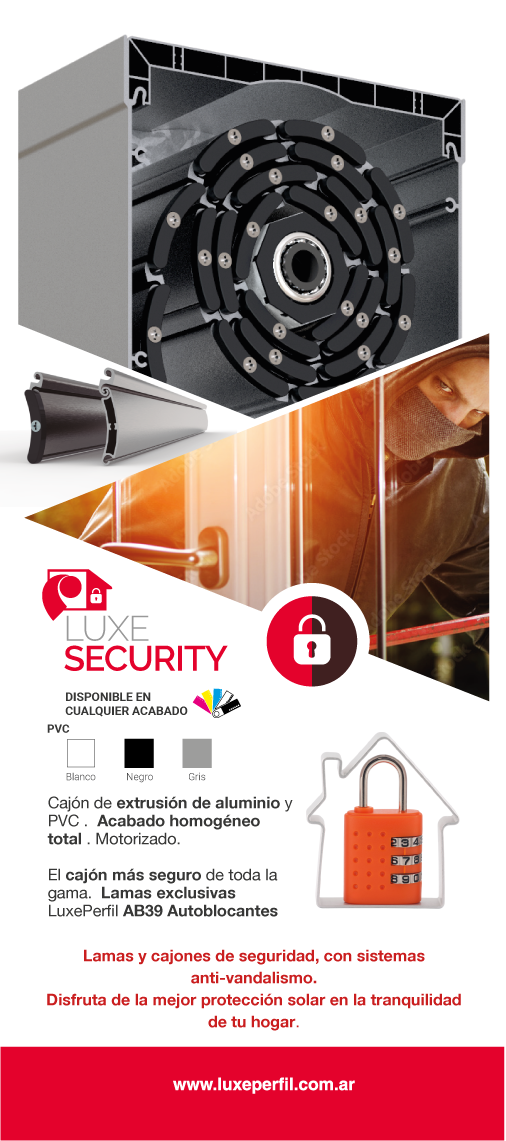 LUXE
SECURITY
DISPONIBLE EN
CUALQUIER ACABADO
PVC
Blanco
Negro
Gris
Cajón de extrusión de aluminio y
PVC . Acabado homogéneo
total . Motorizado.
El cajón más seguro de toda la
gama. Lamas exclusivas
LuxePerfil AB39 Autoblocantes
Lamas y cajones de seguridad, con sistemas
anti-vandalismo.
Disfruta de la mejor protección solar en la tranquilidad
de tu hogar.
www.luxeperfil.com.ar